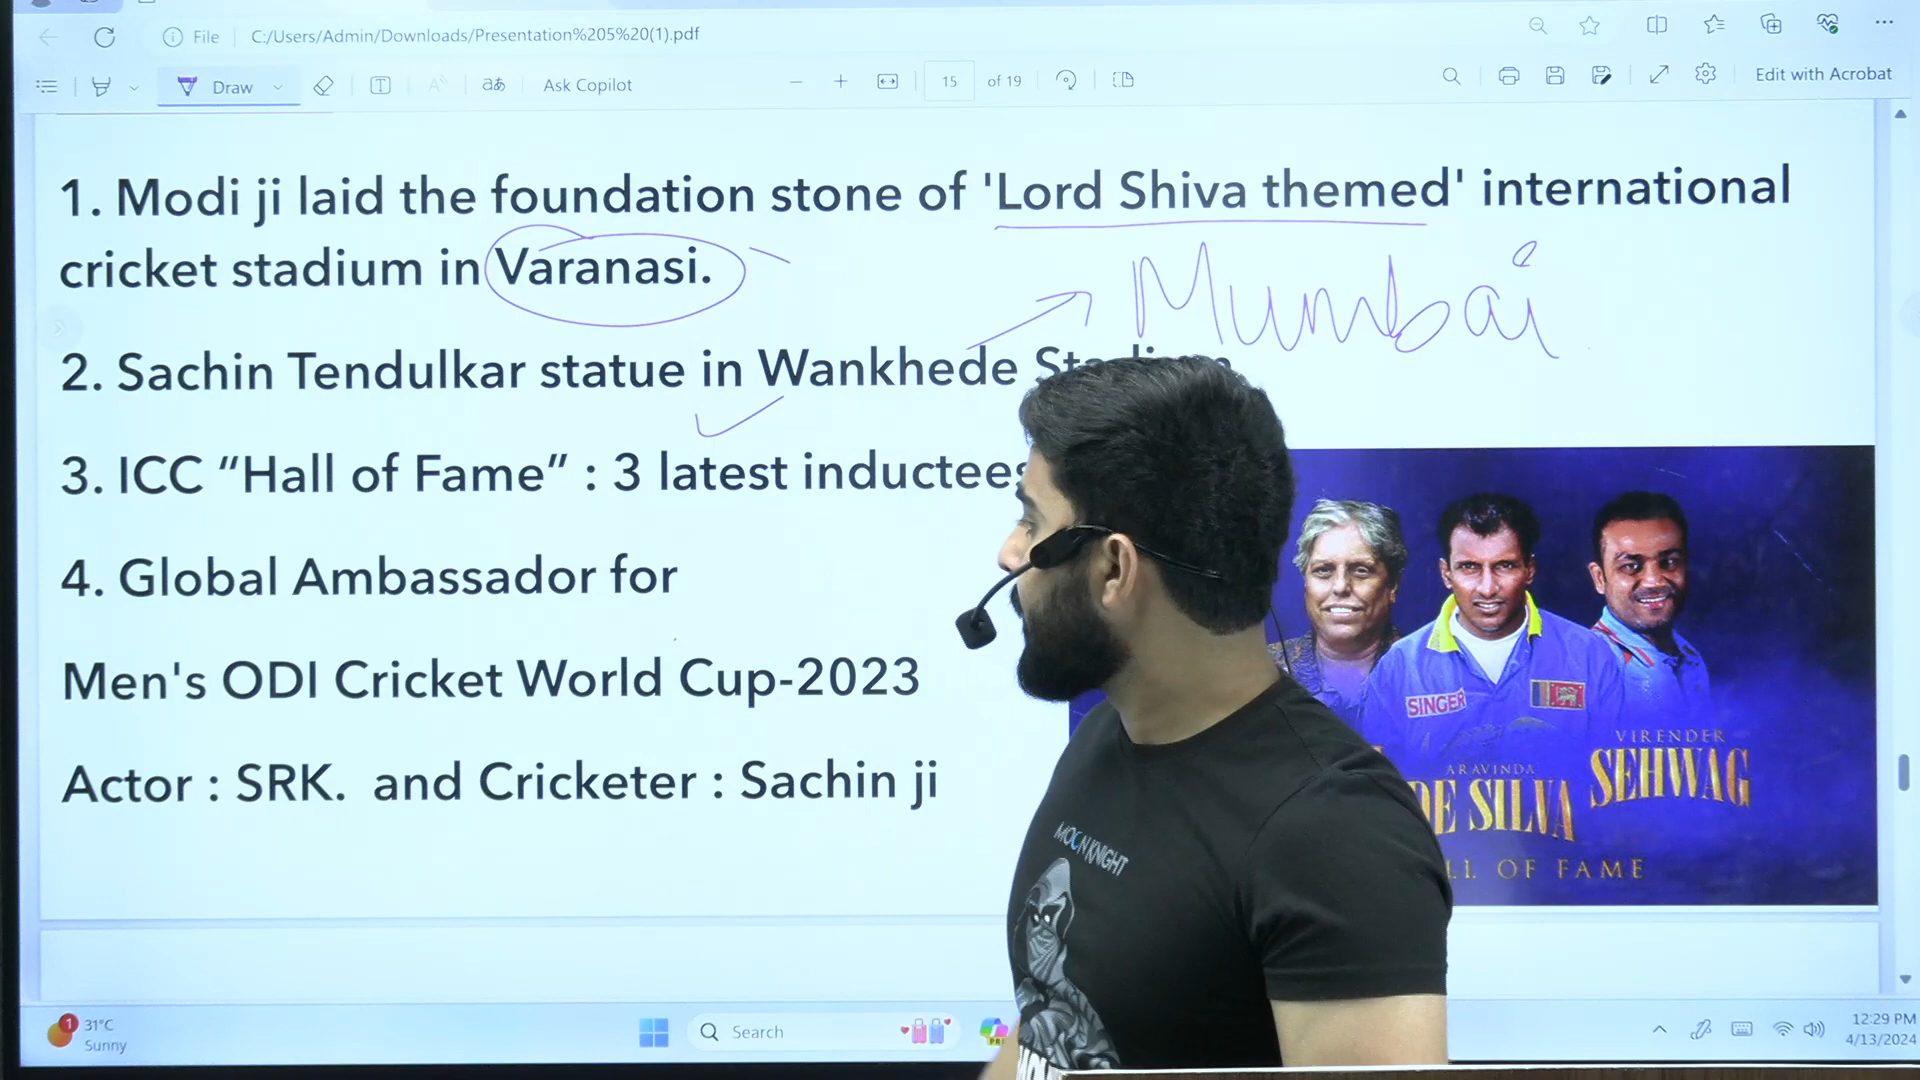 File C:/Users/Admin/Downloads/Presentation%205%20(1).pdf
Draw aあ Ask Copilot 15 of 19 Edit with Acrobat
1. Modi ji laid the foundation stone of 'Lord Shiva themed' international
cricket stadium in Varanasi.
Mumbai
2. Sachin Tendulkar statue in Wankhede
3. ICC “Hall of Fame” : 3 latest inductees
4. Global Ambassador for
Men's ODI Cricket World Cup-2023
Actor : SRK. and Cricketer : Sachin ji
SINGER
ARAVINDA
DE SILVA
VIRENDER
SEHWAG
OF FAME
MOON KNIGHT
1
31°C
Sunny
Search
12:29 PM
4/13/2024